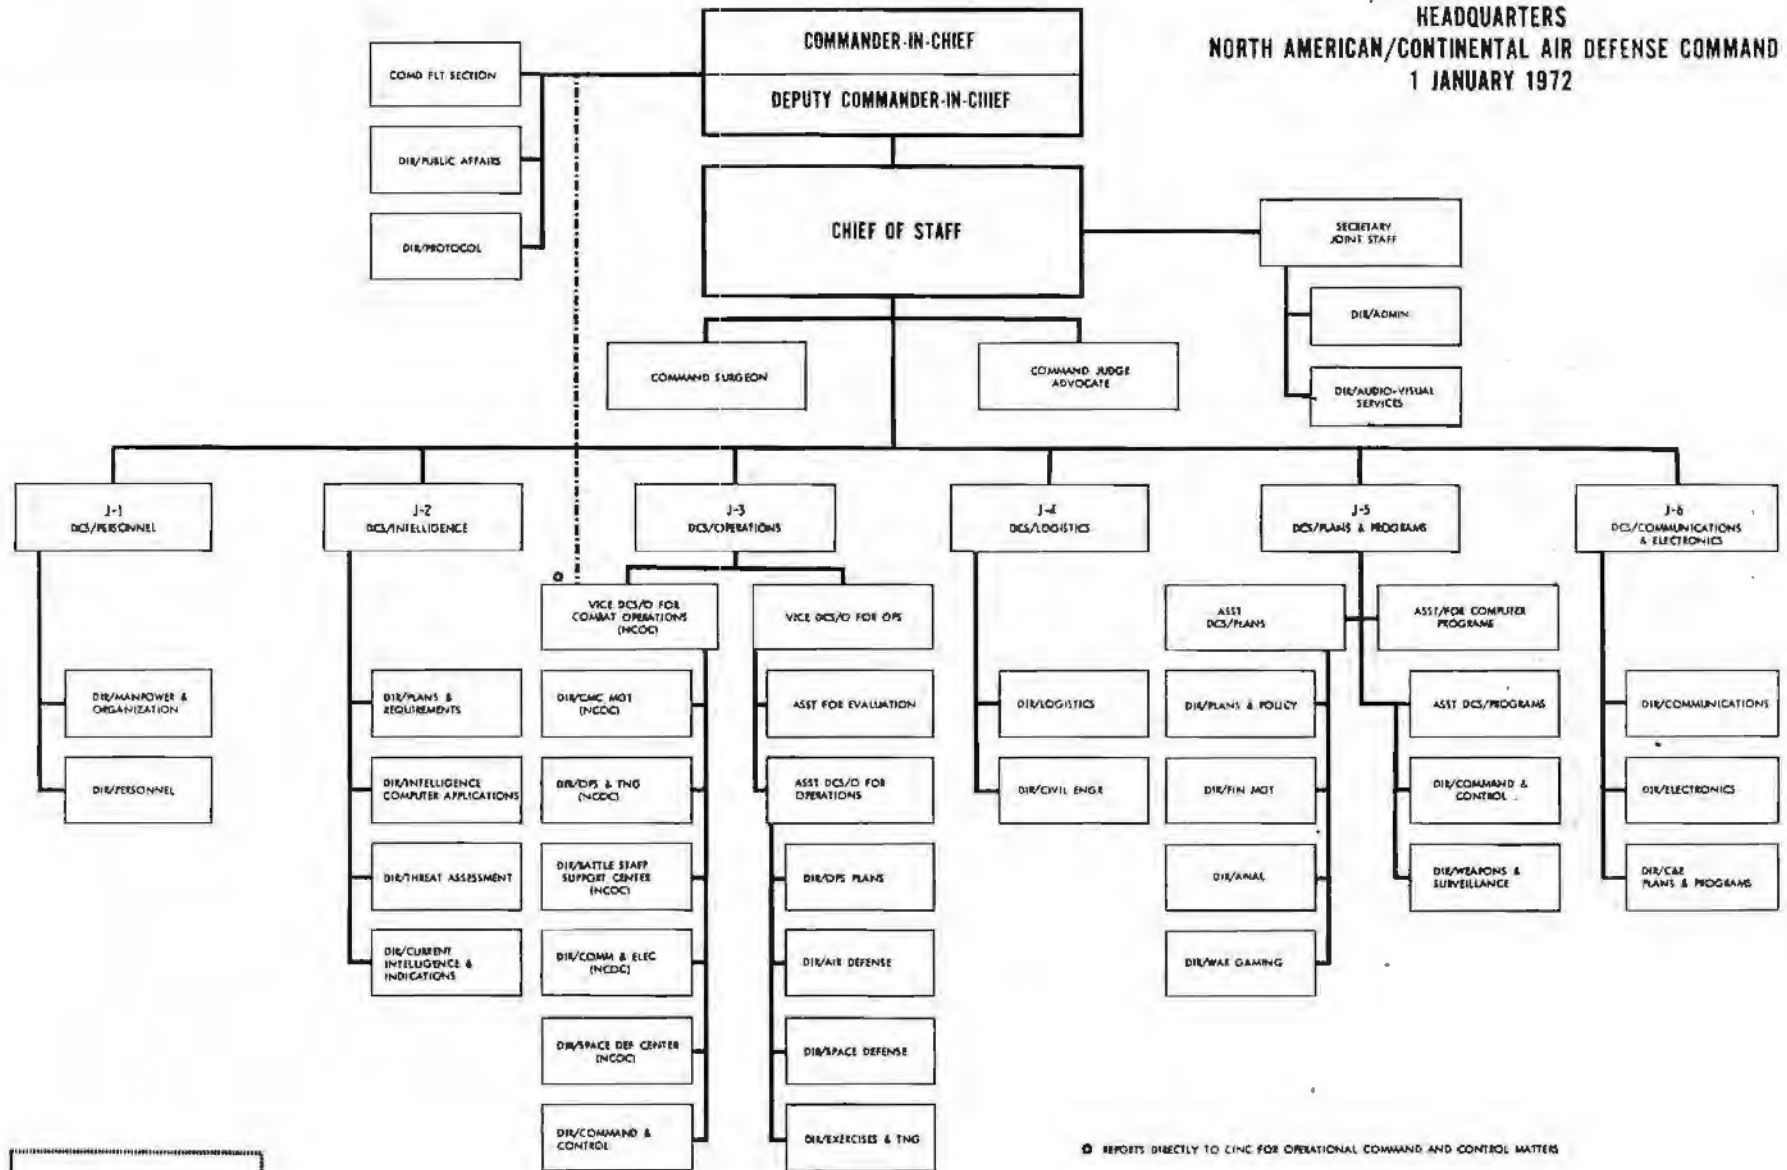 HEADQUARTERS
NORTH AMERICAN/CONTINENTAL AIR DEFENSE COMMAND
1 JANUARY 1972
COMMANDER-IN-CHIEF
DEPUTY COMMANDER-IN-CHIEF
COMD FLT SECTION
DIR/PUBLIC AFFAIRS
DIR/PROTOCOL
CHIEF OF STAFF
SECRETARY
JOINT STAFF
DIR/ADMIN
DIR/AUDIO-VISUAL
SERVICES
COMMAND SURGEON
COMMAND JUDGE
ADVOCATE
J-1
DCS/PERSONNEL
DIR/MANPOWER &
ORGANIZATION
DIR/PERSONNEL
J-2
DCS/INTELLIGENCE
DIR/PLANS &
REQUIREMENTS
DIR/INTELLIGENCE
COMPUTER APPLICATIONS
DIR/THREAT ASSESSMENT
DIR/CURRENT
INTELLIGENCE &
INDICATIONS
J-3
DCS/OPERATIONS
VICE DCS/O FOR
COMBAT OPERATIONS
(NCOC)
DIR/CMC MGT
(NCOC)
DIR/OPS & TNG
(NCOC)
DIR/BATTLE STAFF
SUPPORT CENTER
(NCOC)
DIR/COMM & ELEC
(NCOC)
DIR/SPACE DEF CENTER
(NCOC)
DIR/COMMAND &
CONTROL
VICE DCS/O FOR OPS
ASST FOR EVALUATION
ASST DCS/O FOR
OPERATIONS
DIR/OPS PLANS
DIR/AIR DEFENSE
DIR/SPACE DEFENSE
DIR/EXERCISES & TNG
J-4
DCS/LOGISTICS
DIR/LOGISTICS
DIR/CIVIL ENGR
J-5
DCS/PLANS & PROGRAMS
ASST
DCS/PLANS
DIR/PLANS & POLICY
DIR/FIN MGT
DIR/ANAL
DIR/WAR GAMING
ASST/FOR COMPUTER
PROGRAMS
ASST DCS/PROGRAMS
DIR/COMMAND &
CONTROL
DIR/WEAPONS &
SURVEILLANCE
J-6
DCS/COMMUNICATIONS
& ELECTRONICS
DIR/COMMUNICATIONS
DIR/ELECTRONICS
DIR/C&E
PLANS & PROGRAMS
REPORTS DIRECTLY TO CINC FOR OPERATIONAL COMMAND AND CONTROL MATTERS